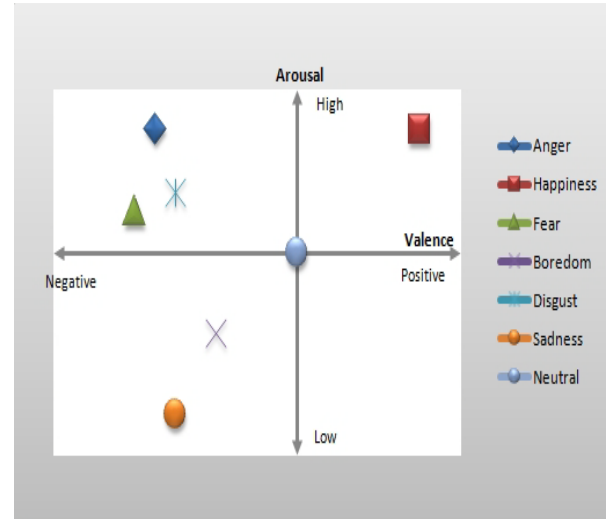 Arousal
High
Valence
Negative
Positive
Low
Anger
Happiness
Fear
Boredom
Disgust
Sadness
Neutral